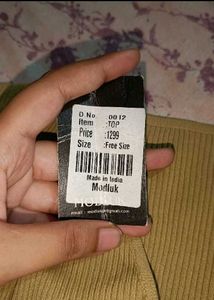 D.No. :0012
Item :TOP
Price :1299
Size :Free Size
Made in India
Modluk